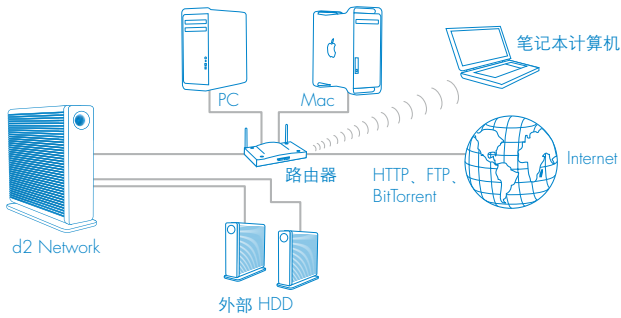 笔记本计算机
PC
Mac
路由器
HTTP、FTP、
BitTorrent
Internet
d2 Network
外部 HDD